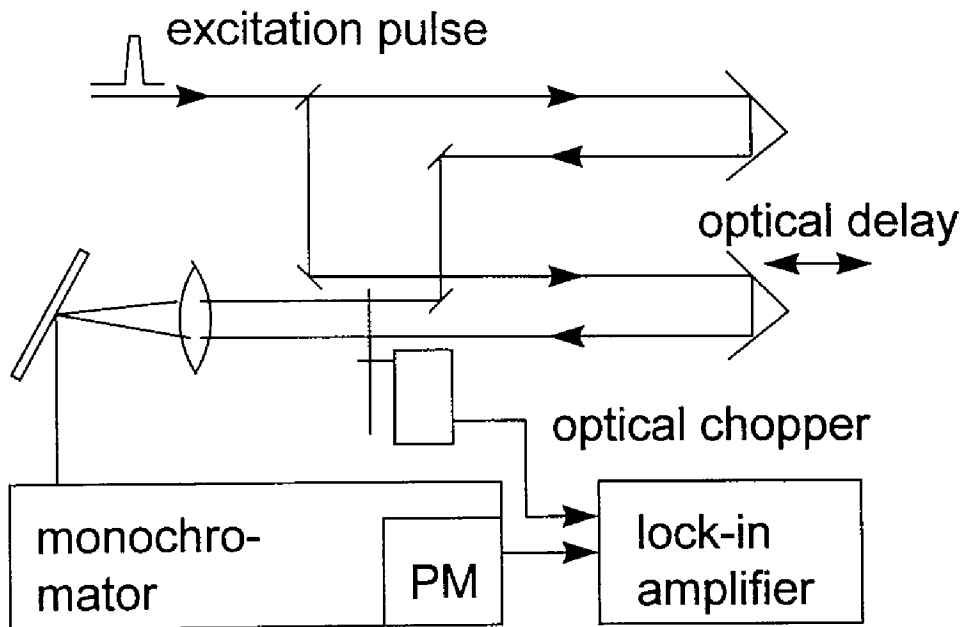 excitation pulse
optical delay
optical chopper
monochro-
mator
PM
lock-in
amplifier